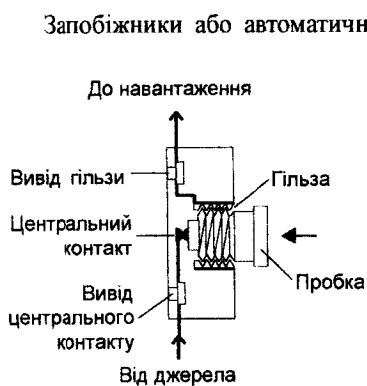 Запобіжники або автоматичн
До навантаження
Вивід гільзи
Гільза
Центральний
контакт
Пробка
Вивід
центрального
контакту
Від джерела